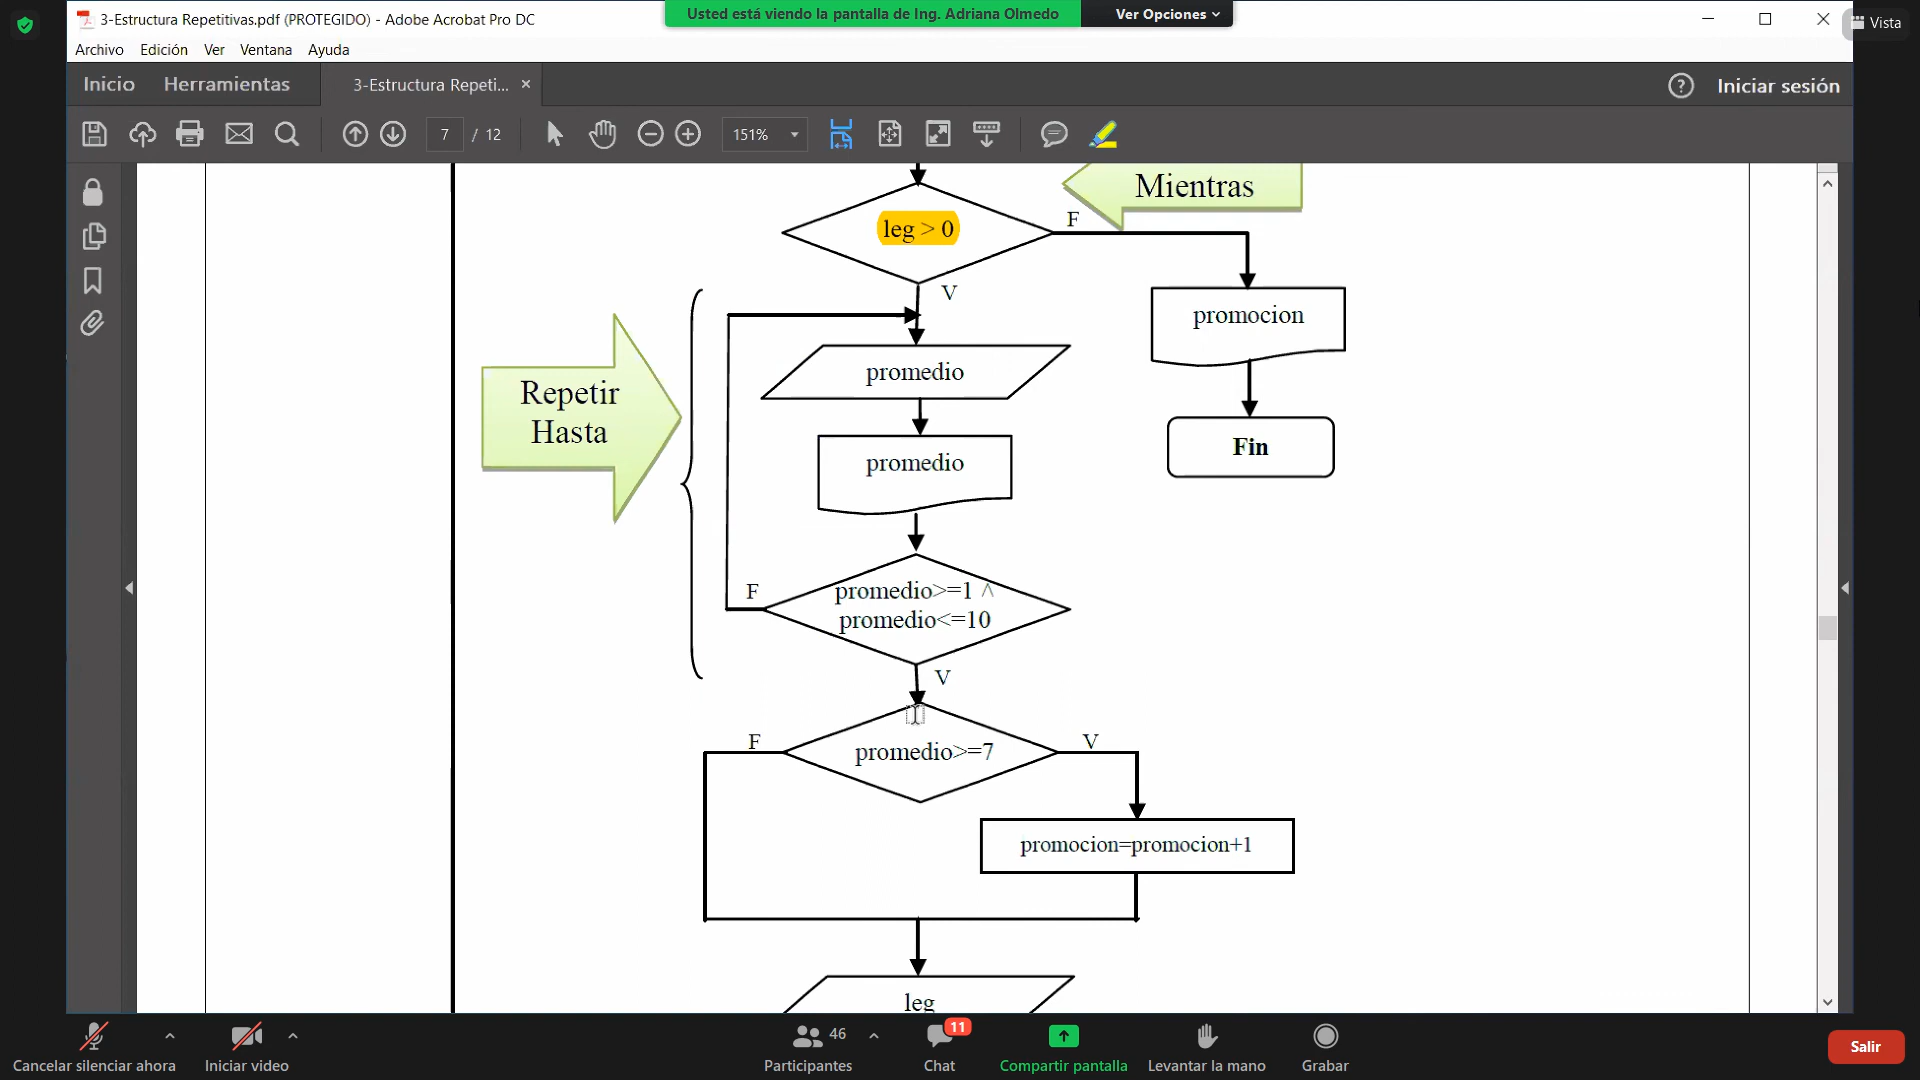 3-Estructura Repetitivas.pdf (PROTEGIDO) - Adobe Acrobat Pro DC
Usted está viendo la pantalla de Ing. Adriana Olmedo
Ver Opciones
Vista
Archivo Edición Ver Ventana Ayuda
Inicio Herramientas 3-Estructura Repeti... × ? Iniciar sesión
7 / 12 151%
Mientras
leg > 0
F
V
promocion
promedio
Repetir
Hasta
Fin
promedio
F
promedio>=1 ^
promedio<=10
V
F
promedio>=7
V
promocion=promocion+1
leg
46
11
Cancelar silenciar ahora Iniciar video Participantes Chat Compartir pantalla Levantar la mano Grabar Salir